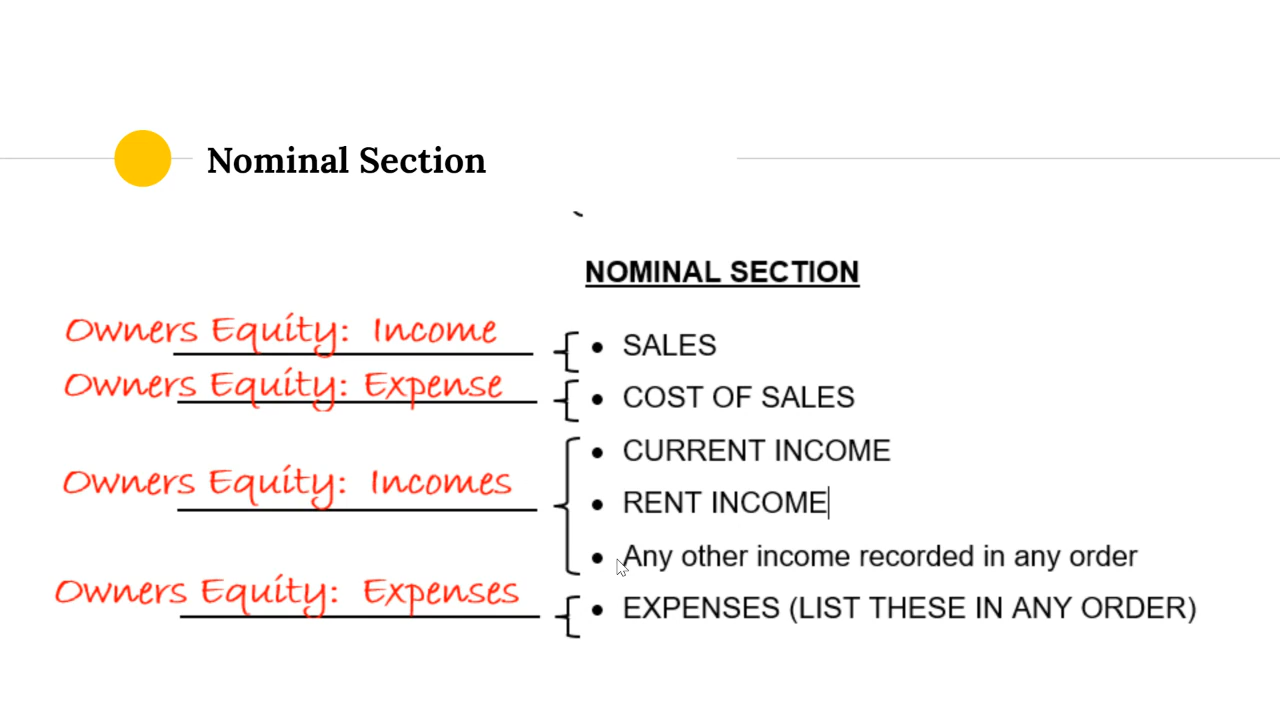 Nominal Section
NOMINAL SECTION
Owners Equity: Income
• SALES
Owners Equity: Expense
• COST OF SALES
• CURRENT INCOME
Owners Equity: Incomes
• RENT INCOME
• Any other income recorded in any order
Owners Equity: Expenses
• EXPENSES (LIST THESE IN ANY ORDER)